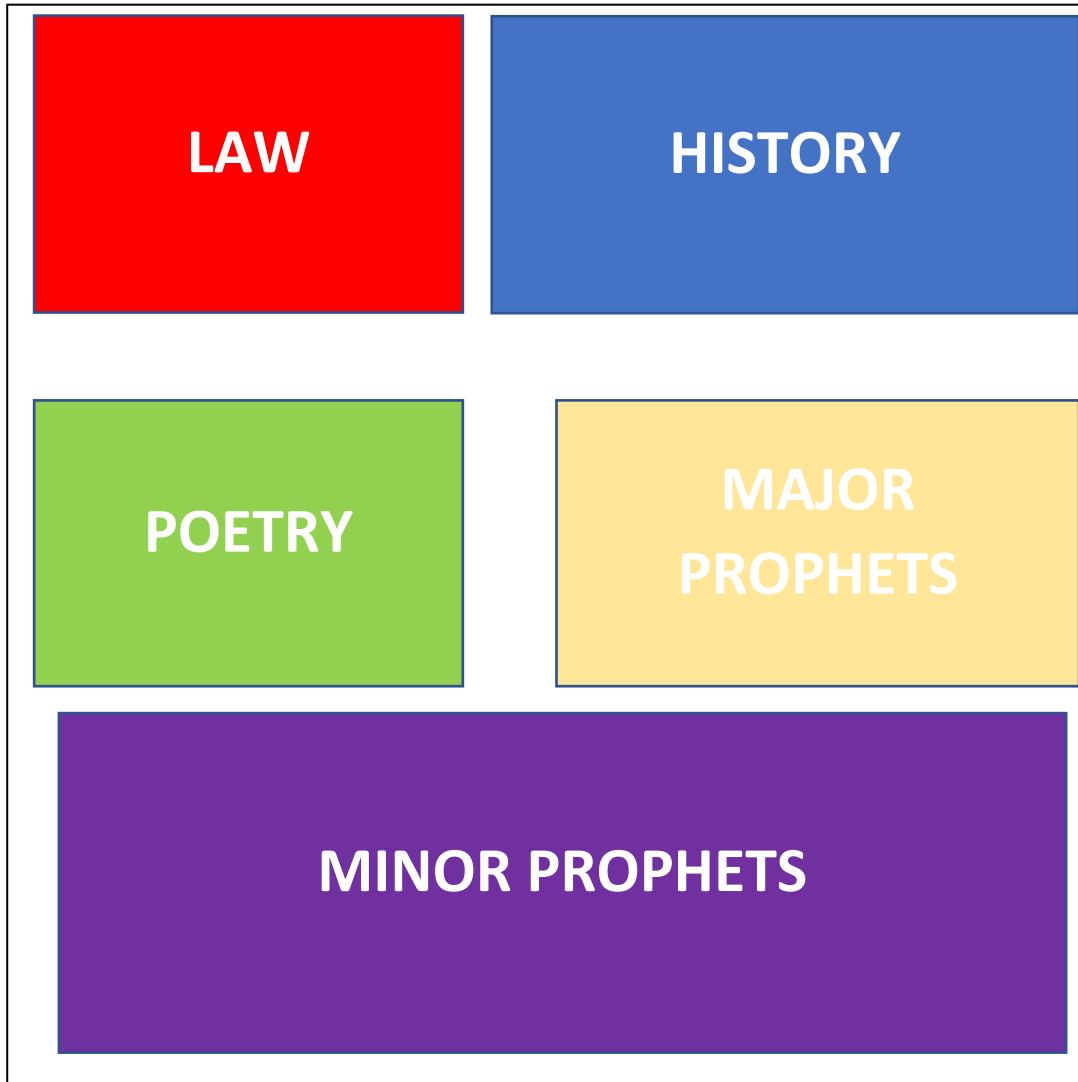 LAW
HISTORY
POETRY
MAJOR
PROPHETS
MINOR PROPHETS